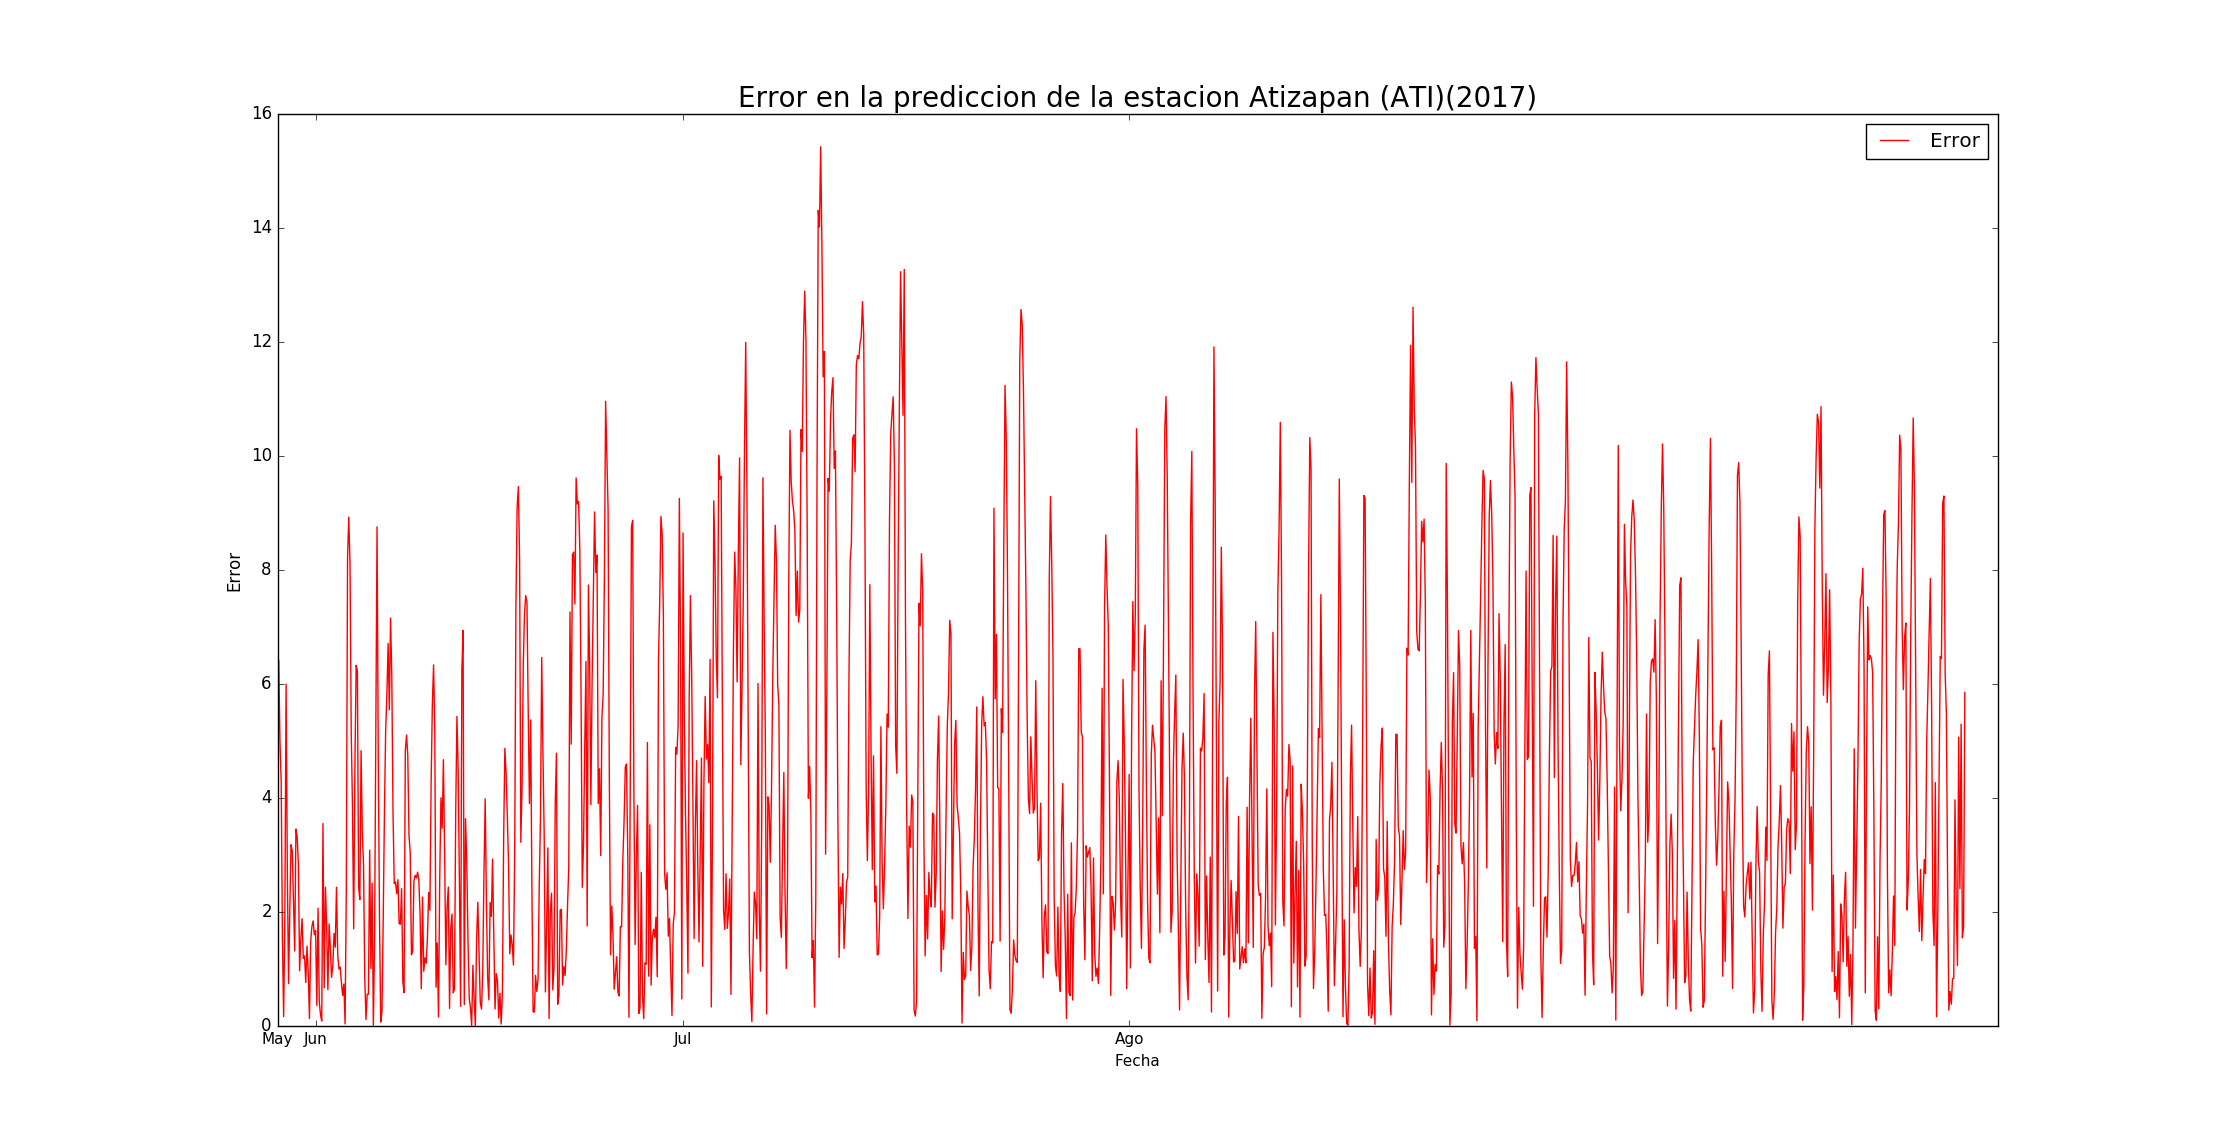 Error en la prediccion de la estacion Atizapan (ATI)(2017)
Error
16
14
12
10
8
6
4
2
0
Error
May Jun Jul Ago
Fecha